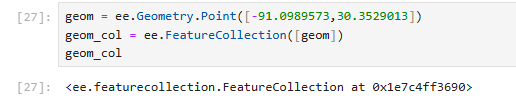 [27]: geom = ee.Geometry.Point([-91.0989573,30.3529013])
geom_col = ee.FeatureCollection([geom])
geom_col
[27]: <ee.featurecollection.FeatureCollection at 0x1e7c4ff3690>